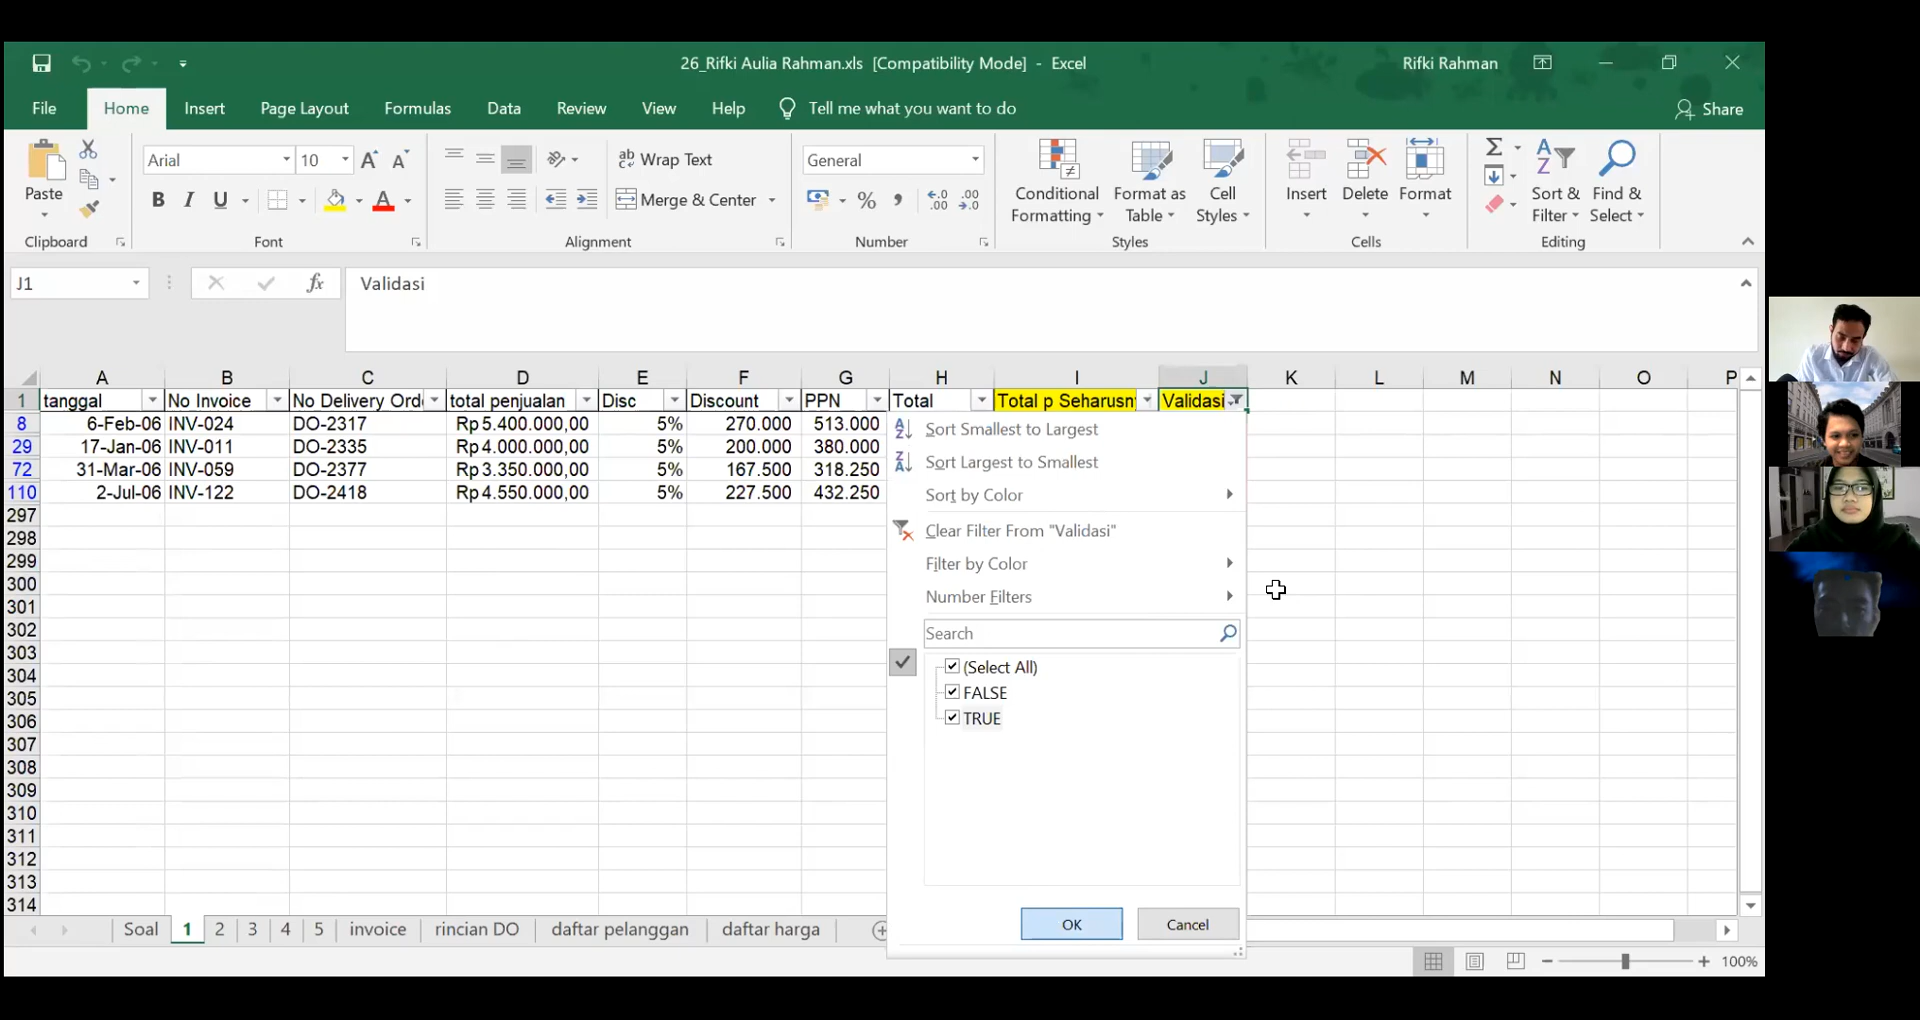 26_Rifki Aulia Rahman.xls [Compatibility Mode] - Excel
Rifki Rahman
File Home Insert Page Layout Formulas Data Review View Help Tell me what you want to do
Share
Arial 10
Wrap Text
General
Paste
B I U
Merge & Center
% ,
Conditional Formatting
Format as Table
Cell Styles
Insert
Delete
Format
Sort & Filter
Find & Select
Clipboard Font Alignment Number Styles Cells Editing
J1 fx Validasi
A B C D E F G H I J K L M N O P
1 tanggal No Invoice No Delivery Ord total penjualan Disc Discount PPN Total Total p Seharusn Validasi
8 6-Feb-06 INV-024 DO-2317 Rp 5.400.000,00 5% 270.000 513.000
29 17-Jan-06 INV-011 DO-2335 Rp 4.000.000,00 5% 200.000 380.000
72 31-Mar-06 INV-059 DO-2377 Rp 3.350.000,00 5% 167.500 318.250
110 2-Jul-06 INV-122 DO-2418 Rp 4.550.000,00 5% 227.500 432.250
297
298
299
300
301
302
303
304
305
306
307
308
309
310
311
312
313
314
Sort Smallest to Largest
Sort Largest to Smallest
Sort by Color
Clear Filter From "Validasi"
Filter by Color
Number Filters
Search
(Select All)
FALSE
TRUE
OK Cancel
Soal 1 2 3 4 5 invoice rincian DO daftar pelanggan daftar harga
100%